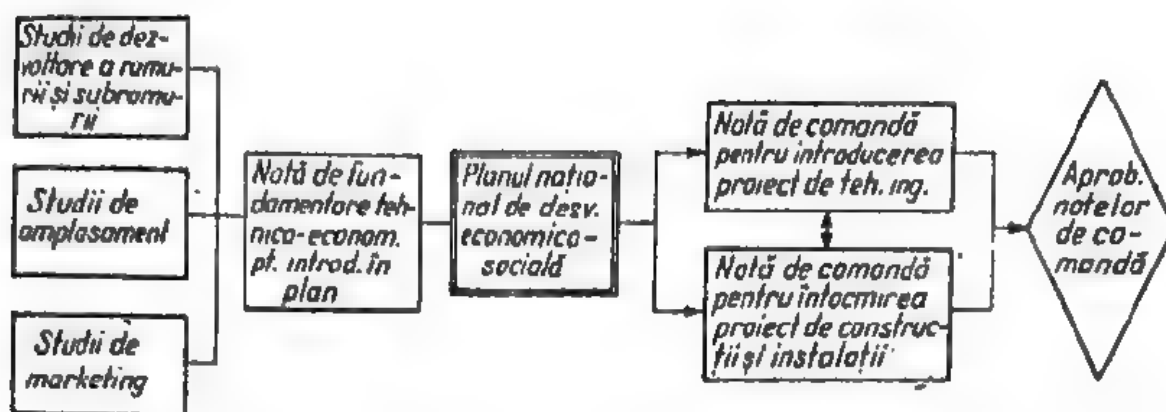 Studii de dez-
voltare a ramu-
rii și subramu-
rii
Studii de
amplasament
Studii de
marketing
Notă de fun-
damentare teh-
nico-econom.
pt. introd. în
plan
Planul națio-
nal de dezv.
economico-
socială
Notă de comandă
pentru introducerea
proiect de teh. ing.
Notă de comandă
pentru întocmirea
proiect de construc-
ții și instalații
Aprob.
notelor
de co-
mandă